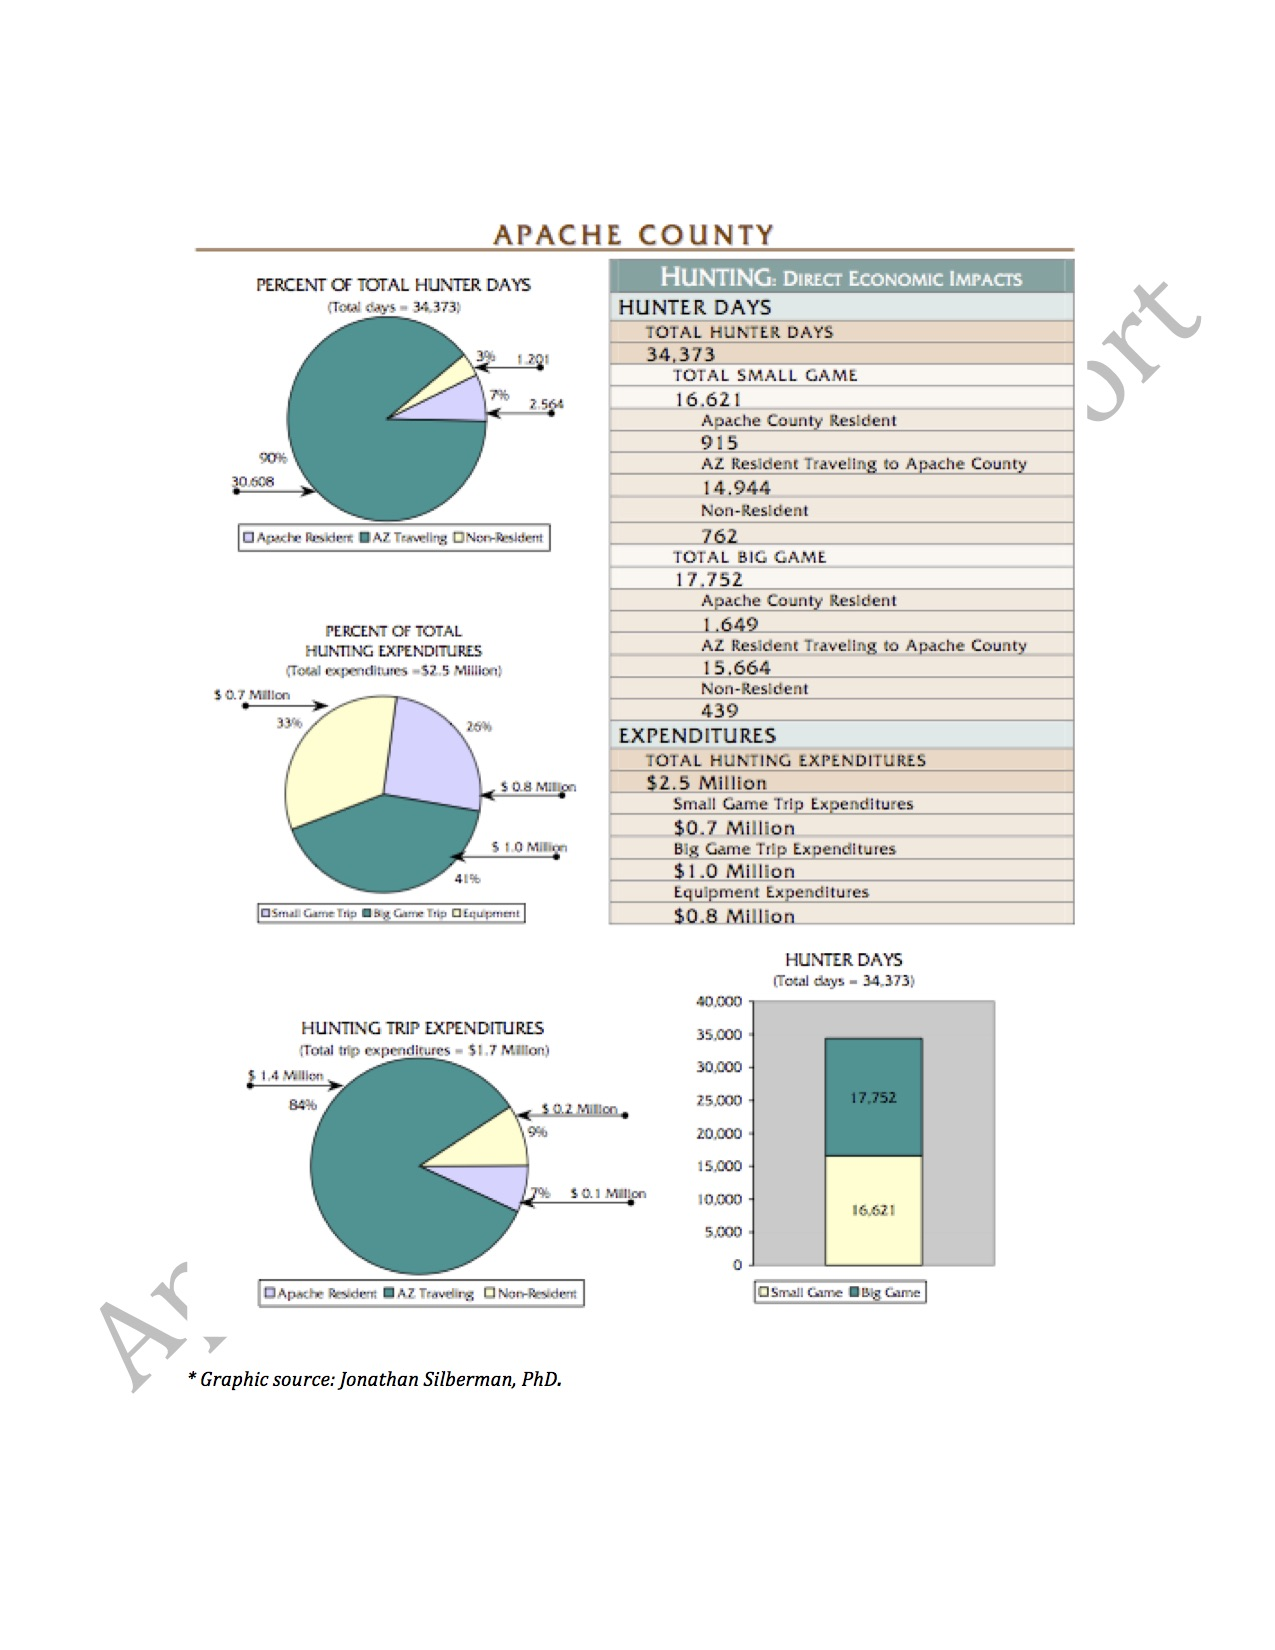 APACHE COUNTY
PERCENT OF TOTAL HUNTER DAYS
(Total days = 34,373)
3% 1.201
7% 2.564
90%
30.608
Apache Resident AZ Traveling Non-Resident
PERCENT OF TOTAL
HUNTING EXPENDITURES
(Total expenditures =$2.5 Million)
$ 0.7 Million
33%
26%
$ 0.8 Million
$ 1.0 Million
41%
Small Game Trip Big Game Trip Equipment
HUNTING TRIP EXPENDITURES
(Total trip expenditures = $1.7 Million)
$ 1.4 Million
84%
$ 0.2 Million
9%
7% $ 0.1 Million
Apache Resident AZ Traveling Non-Resident
HUNTING: DIRECT ECONOMIC IMPACTS
HUNTER DAYS
TOTAL HUNTER DAYS
34,373
TOTAL SMALL GAME
16.621
Apache County Resident
915
AZ Resident Traveling to Apache County
14.944
Non-Resident
762
TOTAL BIG GAME
17.752
Apache County Resident
1.649
AZ Resident Traveling to Apache County
15.664
Non-Resident
439
EXPENDITURES
TOTAL HUNTING EXPENDITURES
$2.5 Million
Small Game Trip Expenditures
$0.7 Million
Big Game Trip Expenditures
$1.0 Million
Equipment Expenditures
$0.8 Million
HUNTER DAYS
(Total days = 34,373)
40,000
35,000
30,000
25,000
20,000
15,000
10,000
5,000
0
17,752
16,621
Small Game Big Game
* Graphic source: Jonathan Silberman, PhD.